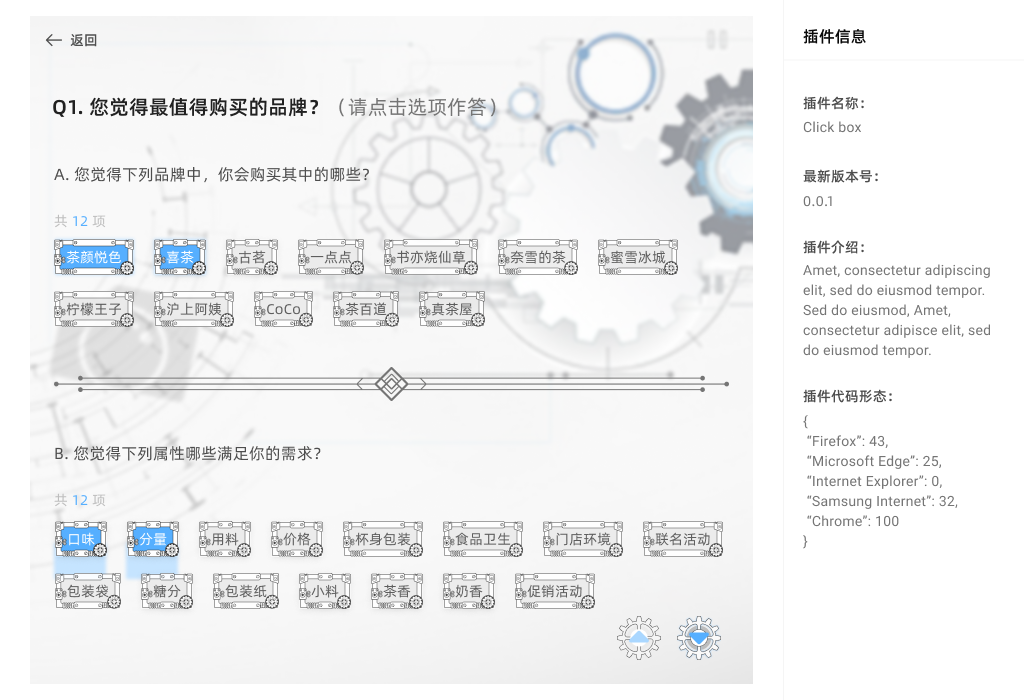 返回
Q1. 您觉得最值得购买的品牌？（请点击选项作答）
A. 您觉得下列品牌中，你会购买其中的哪些？
共 12 项
茶颜悦色 喜茶 古茗 一点点 书亦烧仙草 奈雪的茶 蜜雪冰城
柠檬王子 沪上阿姨 CoCo 茶百道 真茶屋
B. 您觉得下列属性哪些满足你的需求？
共 12 项
口味 分量 用料 价格 杯身包装 食品卫生 门店环境 联名活动
包装袋 糖分 包装纸 小料 茶香 奶香 促销活动
插件信息
插件名称：
Click box
最新版本号：
0.0.1
插件介绍：
Amet, consectetur adipiscing
elit, sed do eiusmod tempor.
Sed do eiusmod, Amet,
consectetur adipisce elit, sed
do eiusmod tempor.
插件代码形态：
{
“Firefox”: 43,
“Microsoft Edge”: 25,
“Internet Explorer”: 0,
“Samsung Internet”: 32,
“Chrome”: 100
}